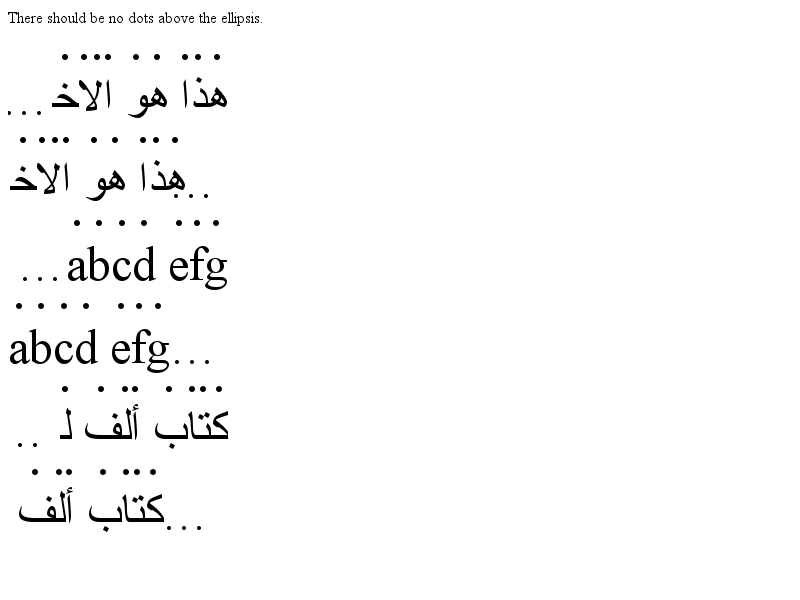 There should be no dots above the ellipsis.
هذا هو الاخ...
هذا هو الاخ...
...abcd efg
abcd efg...
كتاب ألف ل..
كتاب ألف...